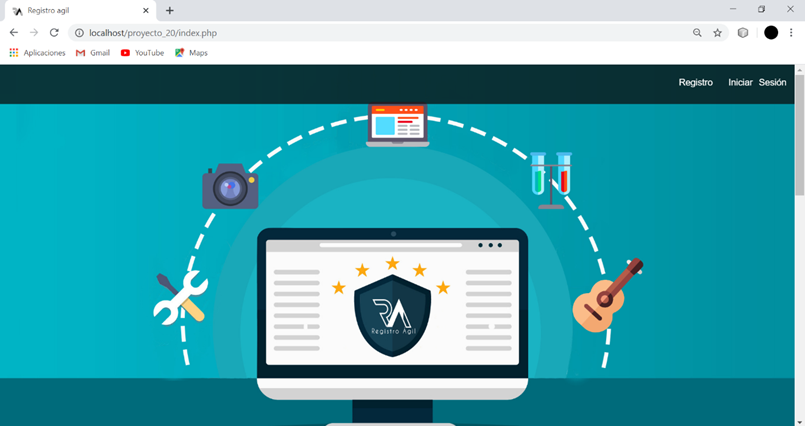 Registro agil
localhost/proyecto_20/index.php
Aplicaciones Gmail YouTube Maps
Registro Iniciar Sesión
RA
Registro Agil